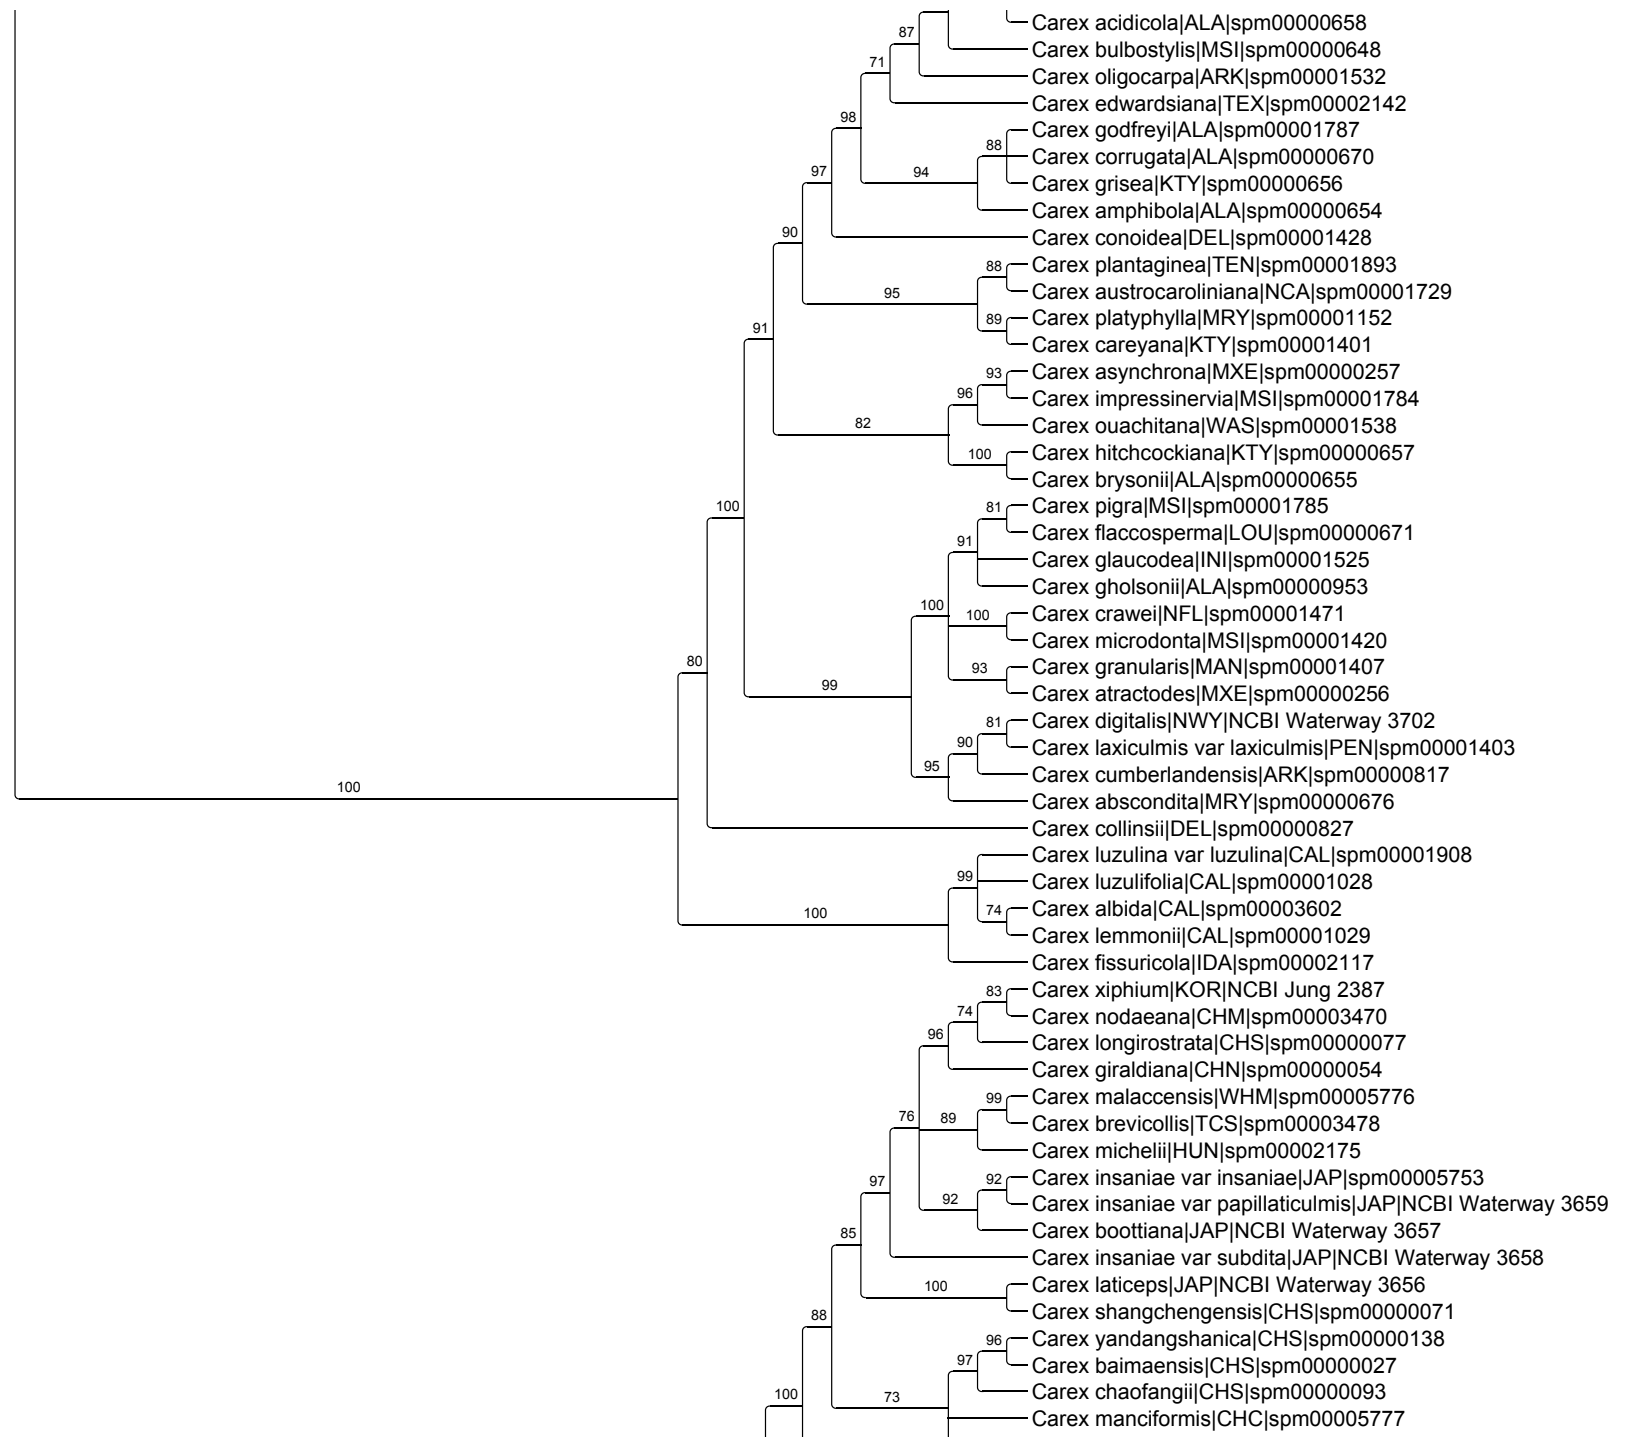 Carex acidicola|ALA|spm00000658
87
Carex bulbostylis|MSI|spm00000648
71
Carex oligocarpa|ARK|spm00001532
Carex edwardsiana|TEX|spm00002142
98
Carex godfreyi|ALA|spm00001787
88
Carex corrugata|ALA|spm00000670
97
94
Carex grisea|KTY|spm00000656
Carex amphibola|ALA|spm00000654
90
Carex conoidea|DEL|spm00001428
88
Carex plantaginea|TEN|spm00001893
95
Carex austrocaroliniana|NCA|spm00001729
89
Carex platyphylla|MRY|spm00001152
91
Carex careyana|KTY|spm00001401
93
Carex asynchrona|MXE|spm00000257
96
Carex impressinervia|MSI|spm00001784
82
Carex ouachitana|WAS|spm00001538
100
Carex hitchcockiana|KTY|spm00000657
Carex brysonii|ALA|spm00000655
100
81
Carex pigra|MSI|spm00001785
Carex flaccosperma|LOU|spm00000671
91
Carex glaucodea|INI|spm00001525
Carex gholsonii|ALA|spm00000953
100
100
Carex crawei|NFL|spm00001471
Carex microdonta|MSI|spm00001420
80
93
Carex granularis|MAN|spm00001407
99
Carex atractodes|MXE|spm00000256
81
Carex digitalis|NWY|NCBI Waterway 3702
90
Carex laxiculmis var laxiculmis|PEN|spm00001403
95
Carex cumberlandensis|ARK|spm00000817
100
Carex abscondita|MRY|spm00000676
Carex collinsii|DEL|spm00000827
Carex luzulina var luzulina|CAL|spm00001908
99
Carex luzulifolia|CAL|spm00001028
100
74
Carex albida|CAL|spm00003602
Carex lemmonii|CAL|spm00001029
Carex fissuricola|IDA|spm00002117
83
Carex xiphium|KOR|NCBI Jung 2387
74
Carex nodaeana|CHM|spm00003470
96
Carex longirostrata|CHS|spm00000077
Carex giraldiana|CHN|spm00000054
99
Carex malaccensis|WHM|spm00005776
76
89
Carex brevicollis|TCS|spm00003478
Carex michelii|HUN|spm00002175
97
92
Carex insaniae var insaniae|JAP|spm00005753
92
Carex insaniae var papillaticulmis|JAP|NCBI Waterway 3659
85
Carex boottiana|JAP|NCBI Waterway 3657
Carex insaniae var subdita|JAP|NCBI Waterway 3658
100
Carex laticeps|JAP|NCBI Waterway 3656
88
Carex shangchengensis|CHS|spm00000071
96
Carex yandangshanica|CHS|spm00000138
97
Carex baimaensis|CHS|spm00000027
100
73
Carex chaofangii|CHS|spm00000093
Carex manciformis|CHC|spm00005777